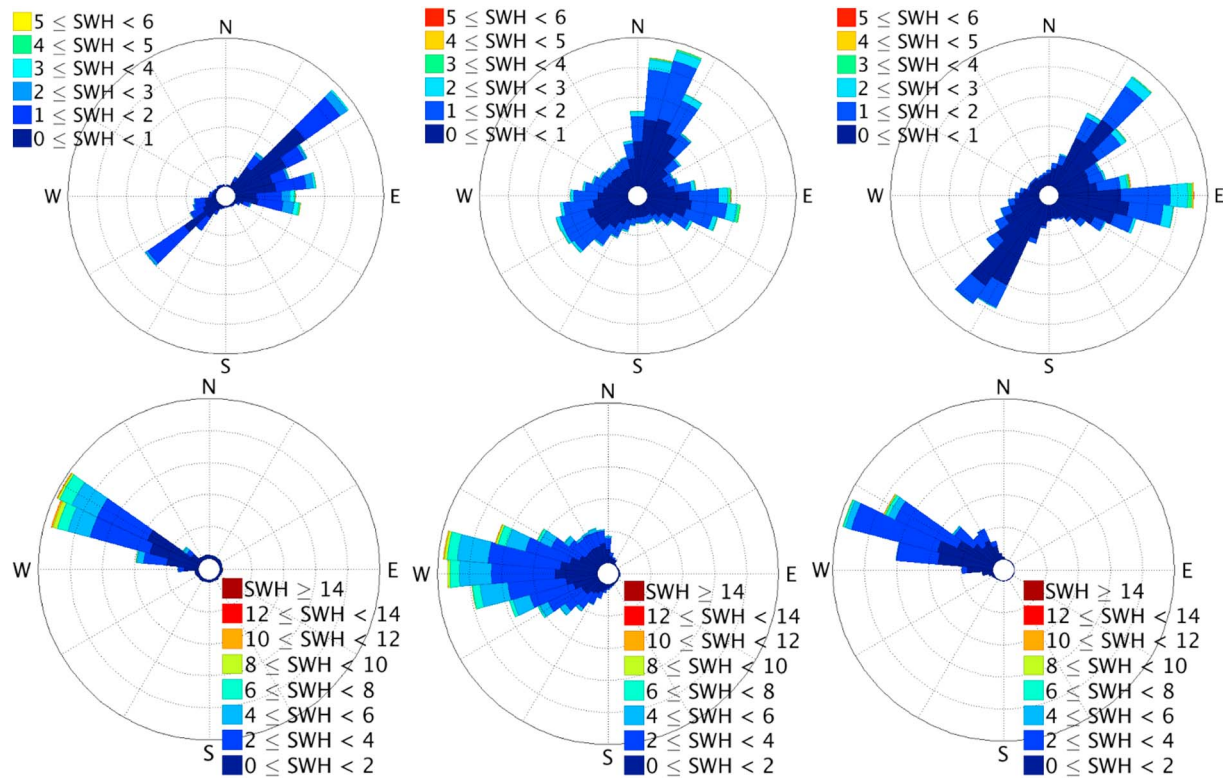 5 ≤ SWH < 6
4 ≤ SWH < 5
3 ≤ SWH < 4
2 ≤ SWH < 3
1 ≤ SWH < 2
0 ≤ SWH < 1
N
W
E
S
5 ≤ SWH < 6
4 ≤ SWH < 5
3 ≤ SWH < 4
2 ≤ SWH < 3
1 ≤ SWH < 2
0 ≤ SWH < 1
N
W
E
S
5 ≤ SWH < 6
4 ≤ SWH < 5
3 ≤ SWH < 4
2 ≤ SWH < 3
1 ≤ SWH < 2
0 ≤ SWH < 1
N
W
E
S
N
W
E
SWH ≥ 14
12 ≤ SWH < 14
10 ≤ SWH < 12
8 ≤ SWH < 10
6 ≤ SWH < 8
4 ≤ SWH < 6
2 ≤ SWH < 4
0 ≤ SWH < 2
S
N
W
E
SWH ≥ 14
12 ≤ SWH < 14
10 ≤ SWH < 12
8 ≤ SWH < 10
6 ≤ SWH < 8
4 ≤ SWH < 6
2 ≤ SWH < 4
0 ≤ SWH < 2
S
N
W
E
SWH ≥ 14
12 ≤ SWH < 14
10 ≤ SWH < 12
8 ≤ SWH < 10
6 ≤ SWH < 8
4 ≤ SWH < 6
2 ≤ SWH < 4
0 ≤ SWH < 2
S